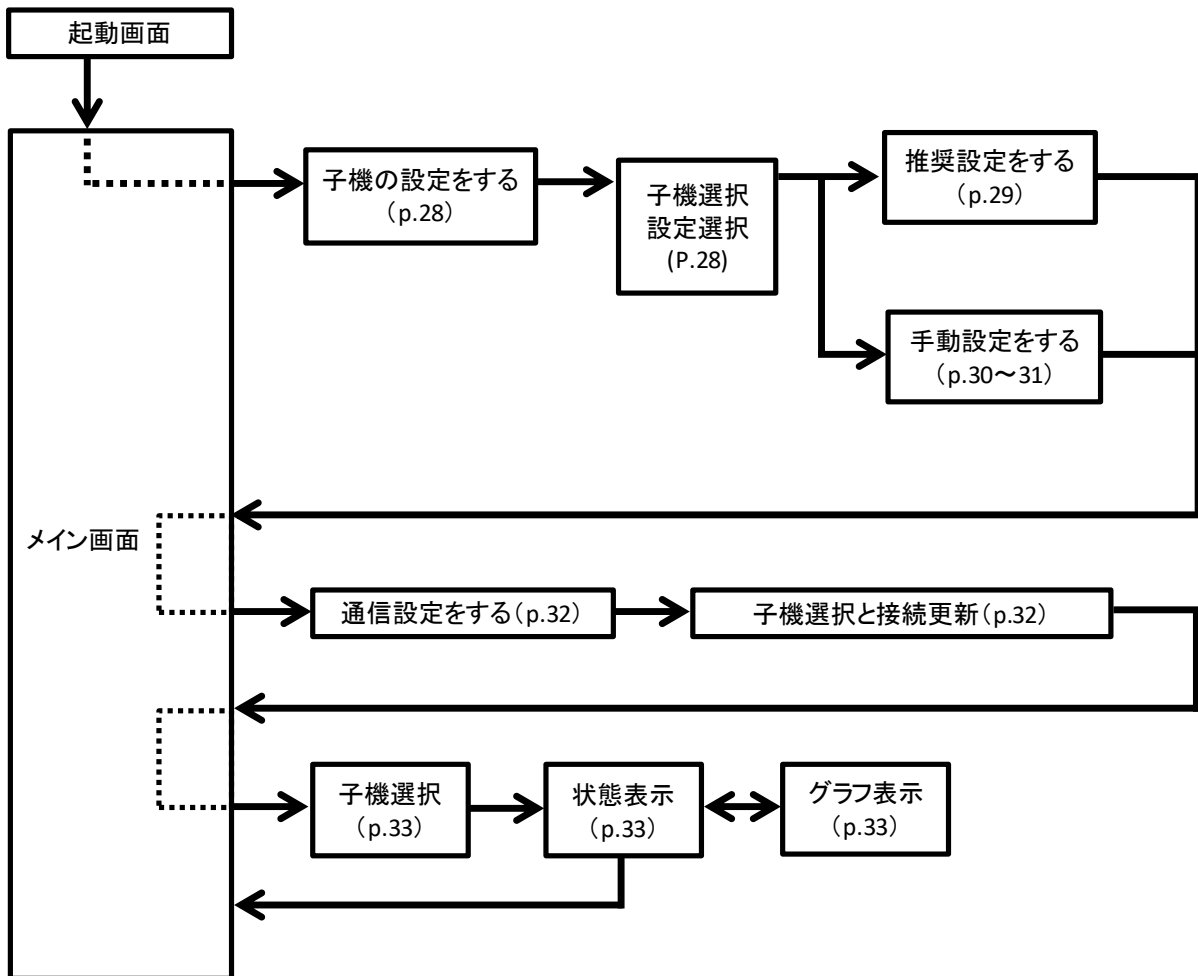 起動画面
子機の設定をする
（p.28）
子機選択
設定選択
(P.28)
推奨設定をする
（p.29）
手動設定をする
（p.30～31）
メイン画面
通信設定をする（p.32）
子機選択と接続更新（p.32）
子機選択
（p.33）
状態表示
（p.33）
グラフ表示
（p.33）